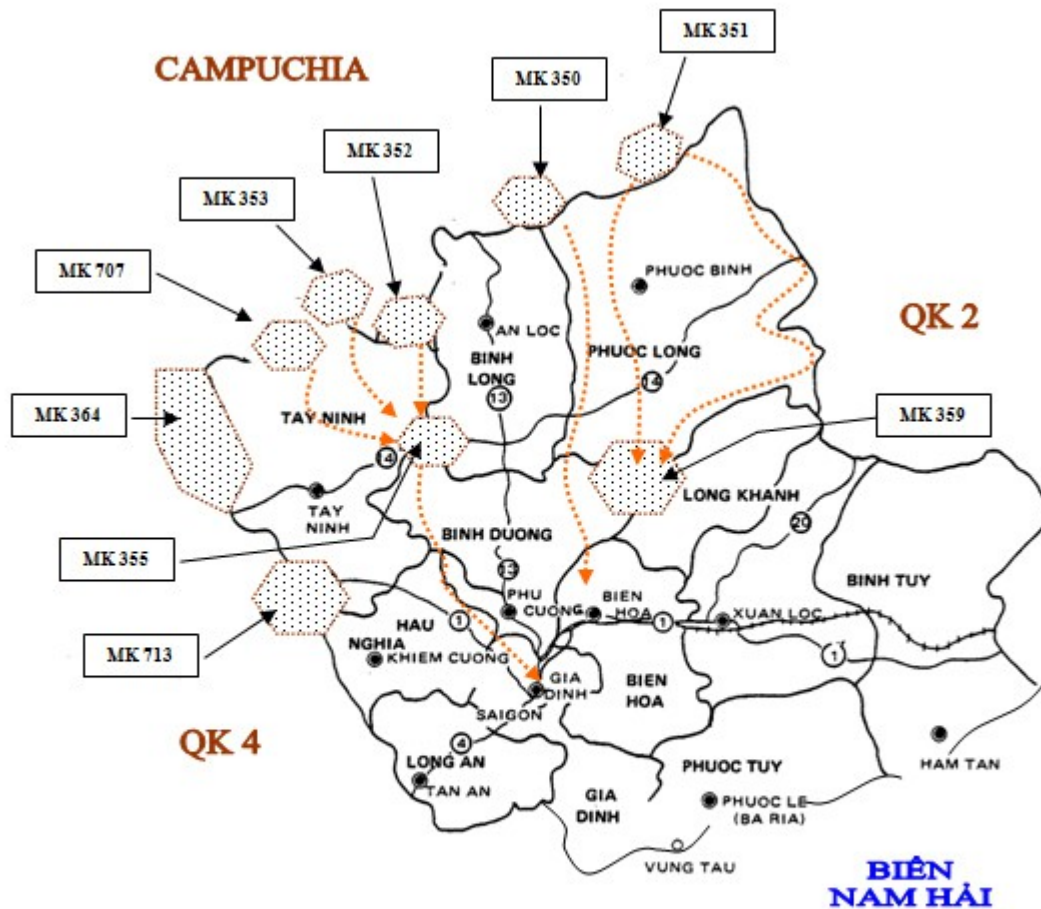 MK 351
CAMPUCHIA
MK 350
MK 352
MK 353
MK 707
PHUOC BINH
QK 2
AN LOC
PHUOC LONG
BINH
LONG
14
13
MK 364
TAY NINH
MK 359
14
LONG KHANH
TAY
NINH
20
BINH DUONG
MK 355
13
BINH TUY
PHU
CUONG
BIEN
HOA
XUAN LOC
HAU
NGHIA
1
1
1
MK 713
KHIEM CUONG
GIA
DINH
BIEN
HOA
SAIGON
QK 4
4
LONG AN
TAN AN
HAM TAN
PHUOC TUY
GIA
DINH
PHUOC LE
(BA RIA)
VUNG TAU
BIÊN
NAM HẢI